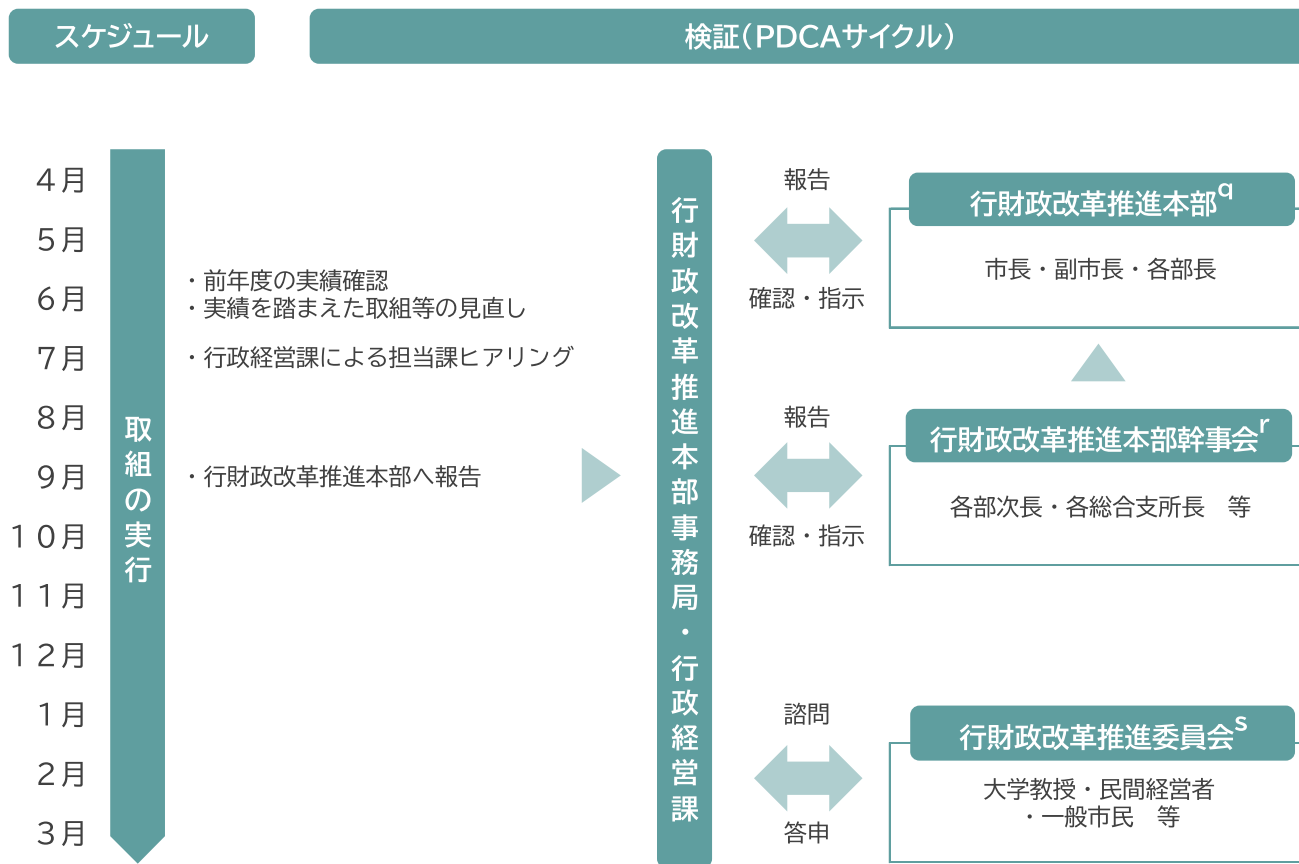 スケジュール
検証(PDCAサイクル)
4月
5月
6月
7月
8月
9月
10月
11月
12月
1月
2月
3月
取組の実行
・前年度の実績確認
・実績を踏まえた取組等の見直し
・行政経営課による担当課ヒアリング
・行財政改革推進本部へ報告
行財政改革推進本部事務局・行政経営課
報告
確認・指示
行財政改革推進本部q
市長・副市長・各部長
報告
確認・指示
行財政改革推進本部幹事会r
各部次長・各総合支所長　等
諮問
答申
行財政改革推進委員会s
大学教授・民間経営者
・一般市民　等